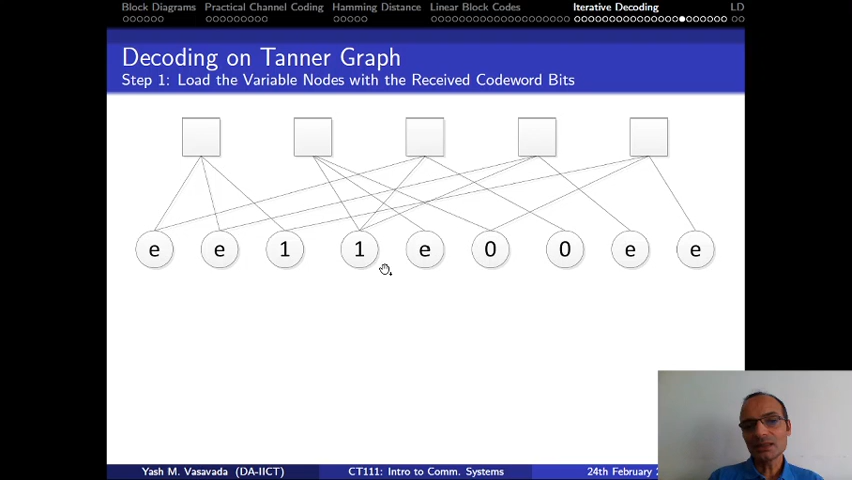 Block Diagrams Practical Channel Coding Hamming Distance Linear Block Codes Iterative Decoding LD
Decoding on Tanner Graph
Step 1: Load the Variable Nodes with the Received Codeword Bits
e e 1 1 e 0 0 e e
Yash M. Vasavada (DA-IICT) CT111: Intro to Comm. Systems 24th February